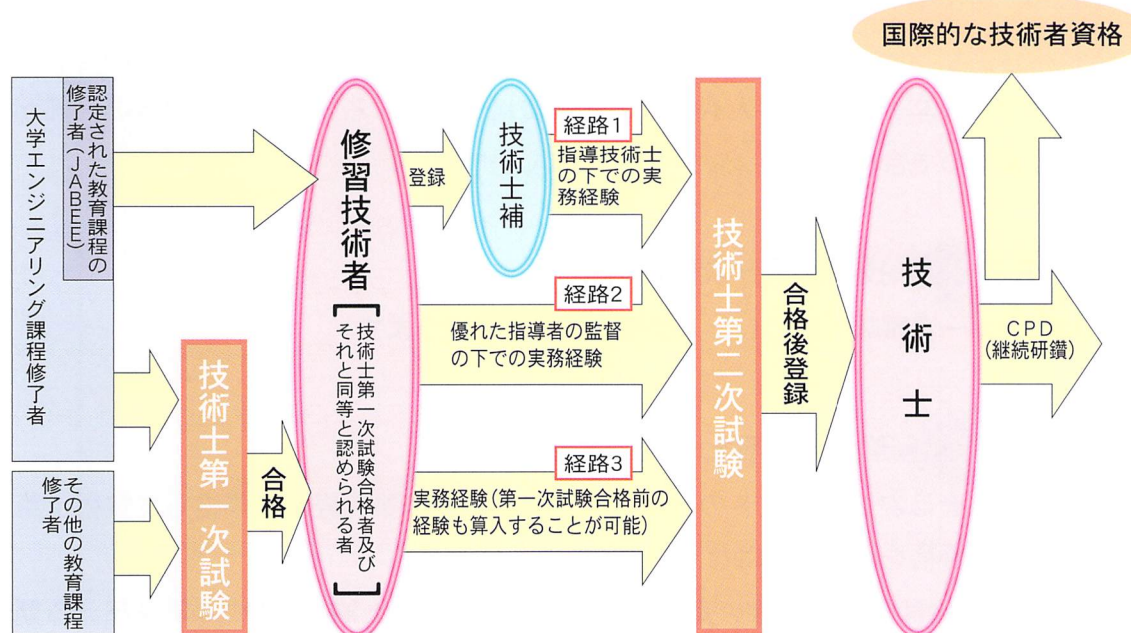 国際的な技術者資格
大学エンジニアリング課程修了者
認定された教育課程の
修了者(JABEE)
その他の教育課程
修了者
技術士第一次試験
合格
修習技術者
技術士第一次試験合格者及び
それと同等と認められる者
登録
技術士補
経路1
指導技術士
の下での実
務経験
経路2
優れた指導者の監督
の下での実務経験
経路3
実務経験(第一次試験合格前の
経験も算入することが可能)
技術士第二次試験
合格後登録
技術士
CPD
(継続研鑽)